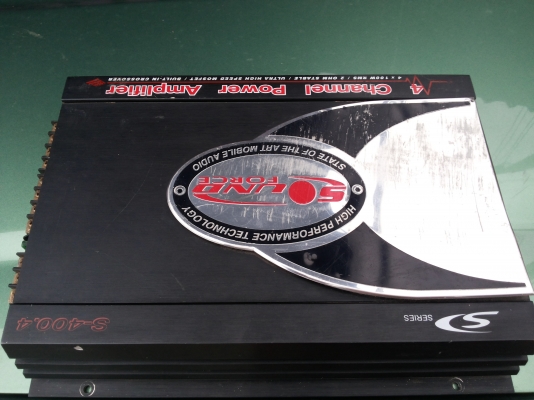 S SERIES
S-400.4
HIGH PERFORMANCE TECHNOLOGY
SOUND
FORCE
STATE OF THE ART MOBILE AUDIO
4 Channel Power Amplifier
4 x 100W RMS / 2 OHM STABLE / ULTRA HIGH SPEED MOSFET / BUILT-IN CROSSOVER